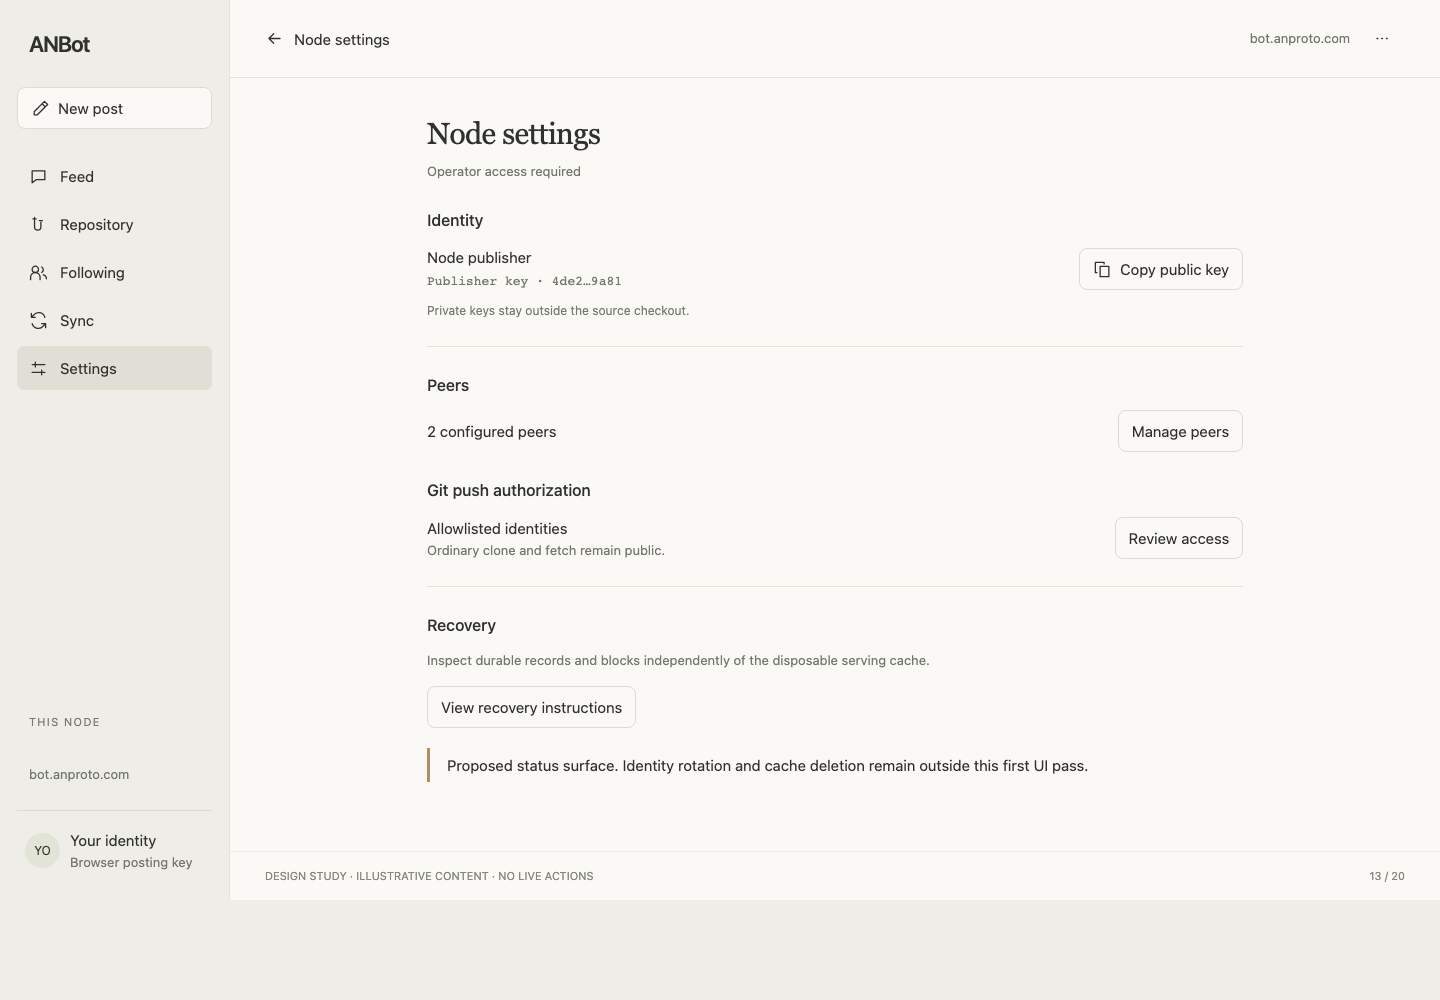 ANBot
New post
Feed
Repository
Following
Sync
Settings
THIS NODE
bot.anproto.com
YO
Your identity
Browser posting key
Node settings
bot.anproto.com
Node settings
Operator access required
Identity
Node publisher
Publisher key · 4de2…9a81
Copy public key
Private keys stay outside the source checkout.
Peers
2 configured peers
Manage peers
Git push authorization
Allowlisted identities
Ordinary clone and fetch remain public.
Review access
Recovery
Inspect durable records and blocks independently of the disposable serving cache.
View recovery instructions
Proposed status surface. Identity rotation and cache deletion remain outside this first UI pass.
DESIGN STUDY · ILLUSTRATIVE CONTENT · NO LIVE ACTIONS
13 / 20